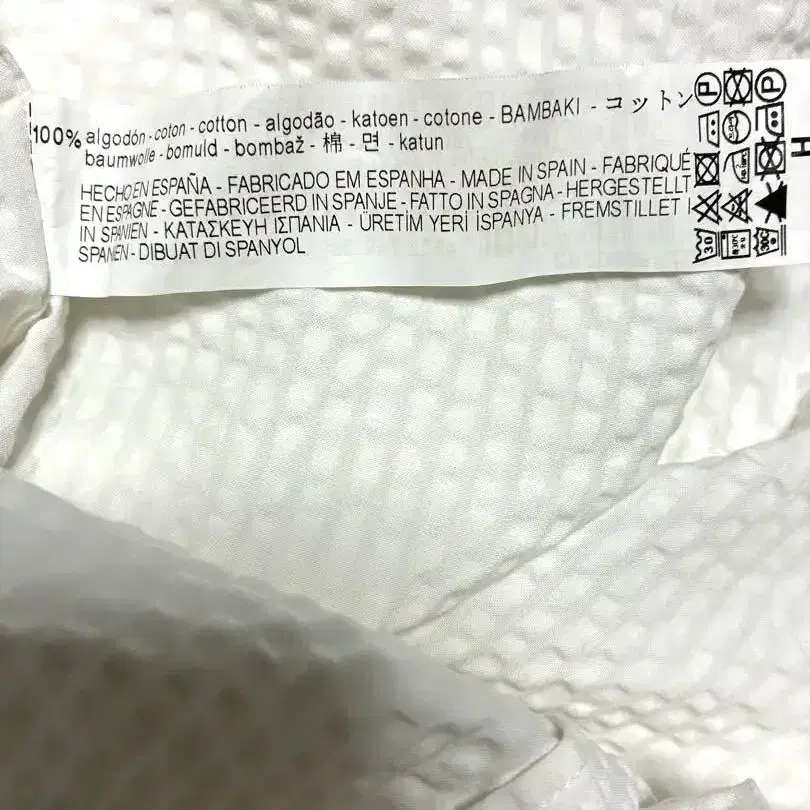 100% algodón - coton - cotton - algodão - katoen - cotone - BAMBAKI - コットン
baumwolle - bomuld - bombaž - 棉 - 면 - katun
HECHO EN ESPAÑA - FABRICADO EM ESPANHA - MADE IN SPAIN - FABRIQUÉ
EN ESPAGNE - GEFABRICEERD IN SPANJE - FATTO IN SPAGNA - HERGESTELLT
IN SPANIEN - ΚΑΤΑΣΚΕΥΗ ΙΣΠΑΝΙΑ - ÜRETİM YERİ İSPANYA - FREMSTILLET I
SPANIEN - DIBUAT DI SPANYOL
P P
30